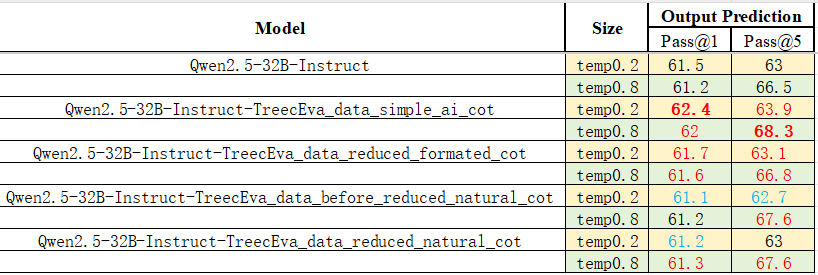 Model Size Output Prediction
Pass@1 Pass@5
Qwen2.5-32B-Instruct temp0.2 61.5 63
temp0.8 61.2 66.5
Qwen2.5-32B-Instruct-TreecEva_data_simple_ai_cot temp0.2 62.4 63.9
temp0.8 62 68.3
Qwen2.5-32B-Instruct-TreecEva_data_reduced_formated_cot temp0.2 61.7 63.1
temp0.8 61.6 66.8
Qwen2.5-32B-Instruct-TreecEva_data_before_reduced_natural_cot temp0.2 61.1 62.7
temp0.8 61.2 67.6
Qwen2.5-32B-Instruct-TreecEva_data_reduced_natural_cot temp0.2 61.2 63
temp0.8 61.3 67.6